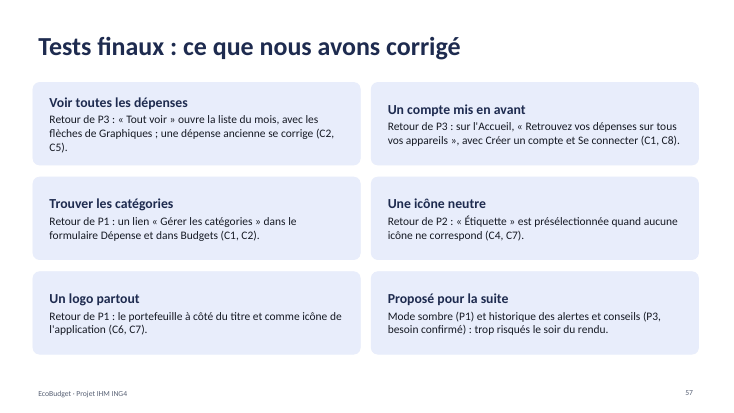 Tests finaux : ce que nous avons corrigé
Voir toutes les dépenses
Retour de P3 : « Tout voir » ouvre la liste du mois, avec les
flèches de Graphiques ; une dépense ancienne se corrige (C2,
C5).
Un compte mis en avant
Retour de P3 : sur l'Accueil, « Retrouvez vos dépenses sur tous
vos appareils », avec Créer un compte et Se connecter (C1, C8).
Trouver les catégories
Retour de P1 : un lien « Gérer les catégories » dans le
formulaire Dépense et dans Budgets (C1, C2).
Une icône neutre
Retour de P2 : « Étiquette » est présélectionnée quand aucune
icône ne correspond (C4, C7).
Un logo partout
Retour de P1 : le portefeuille à côté du titre et comme icône de
l'application (C6, C7).
Proposé pour la suite
Mode sombre (P1) et historique des alertes et conseils (P3,
besoin confirmé) : trop risqués le soir du rendu.
EcoBudget · Projet IHM ING4
57